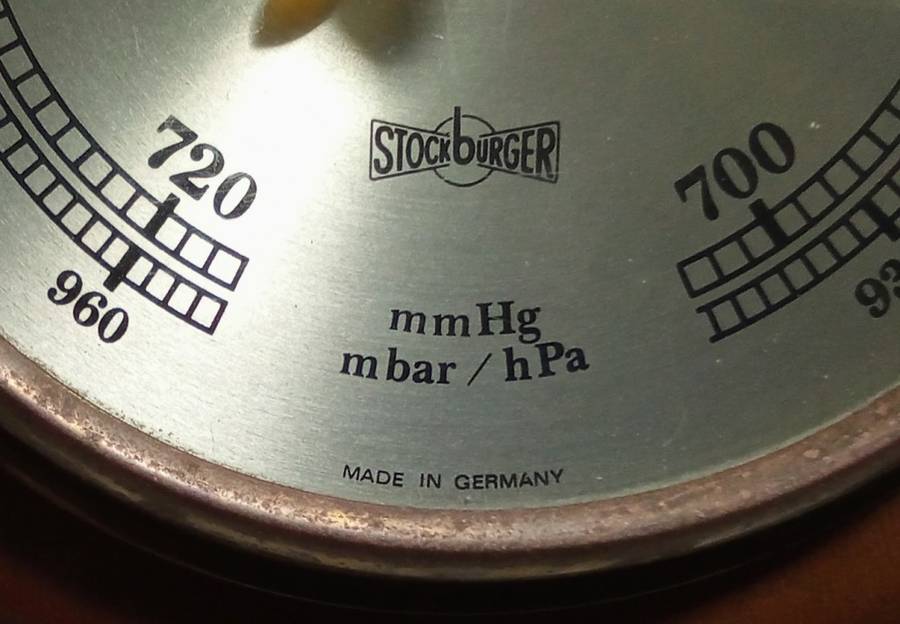 STOCKBURGER
720
700
960
mmHg
mbar / hPa
MADE IN GERMANY